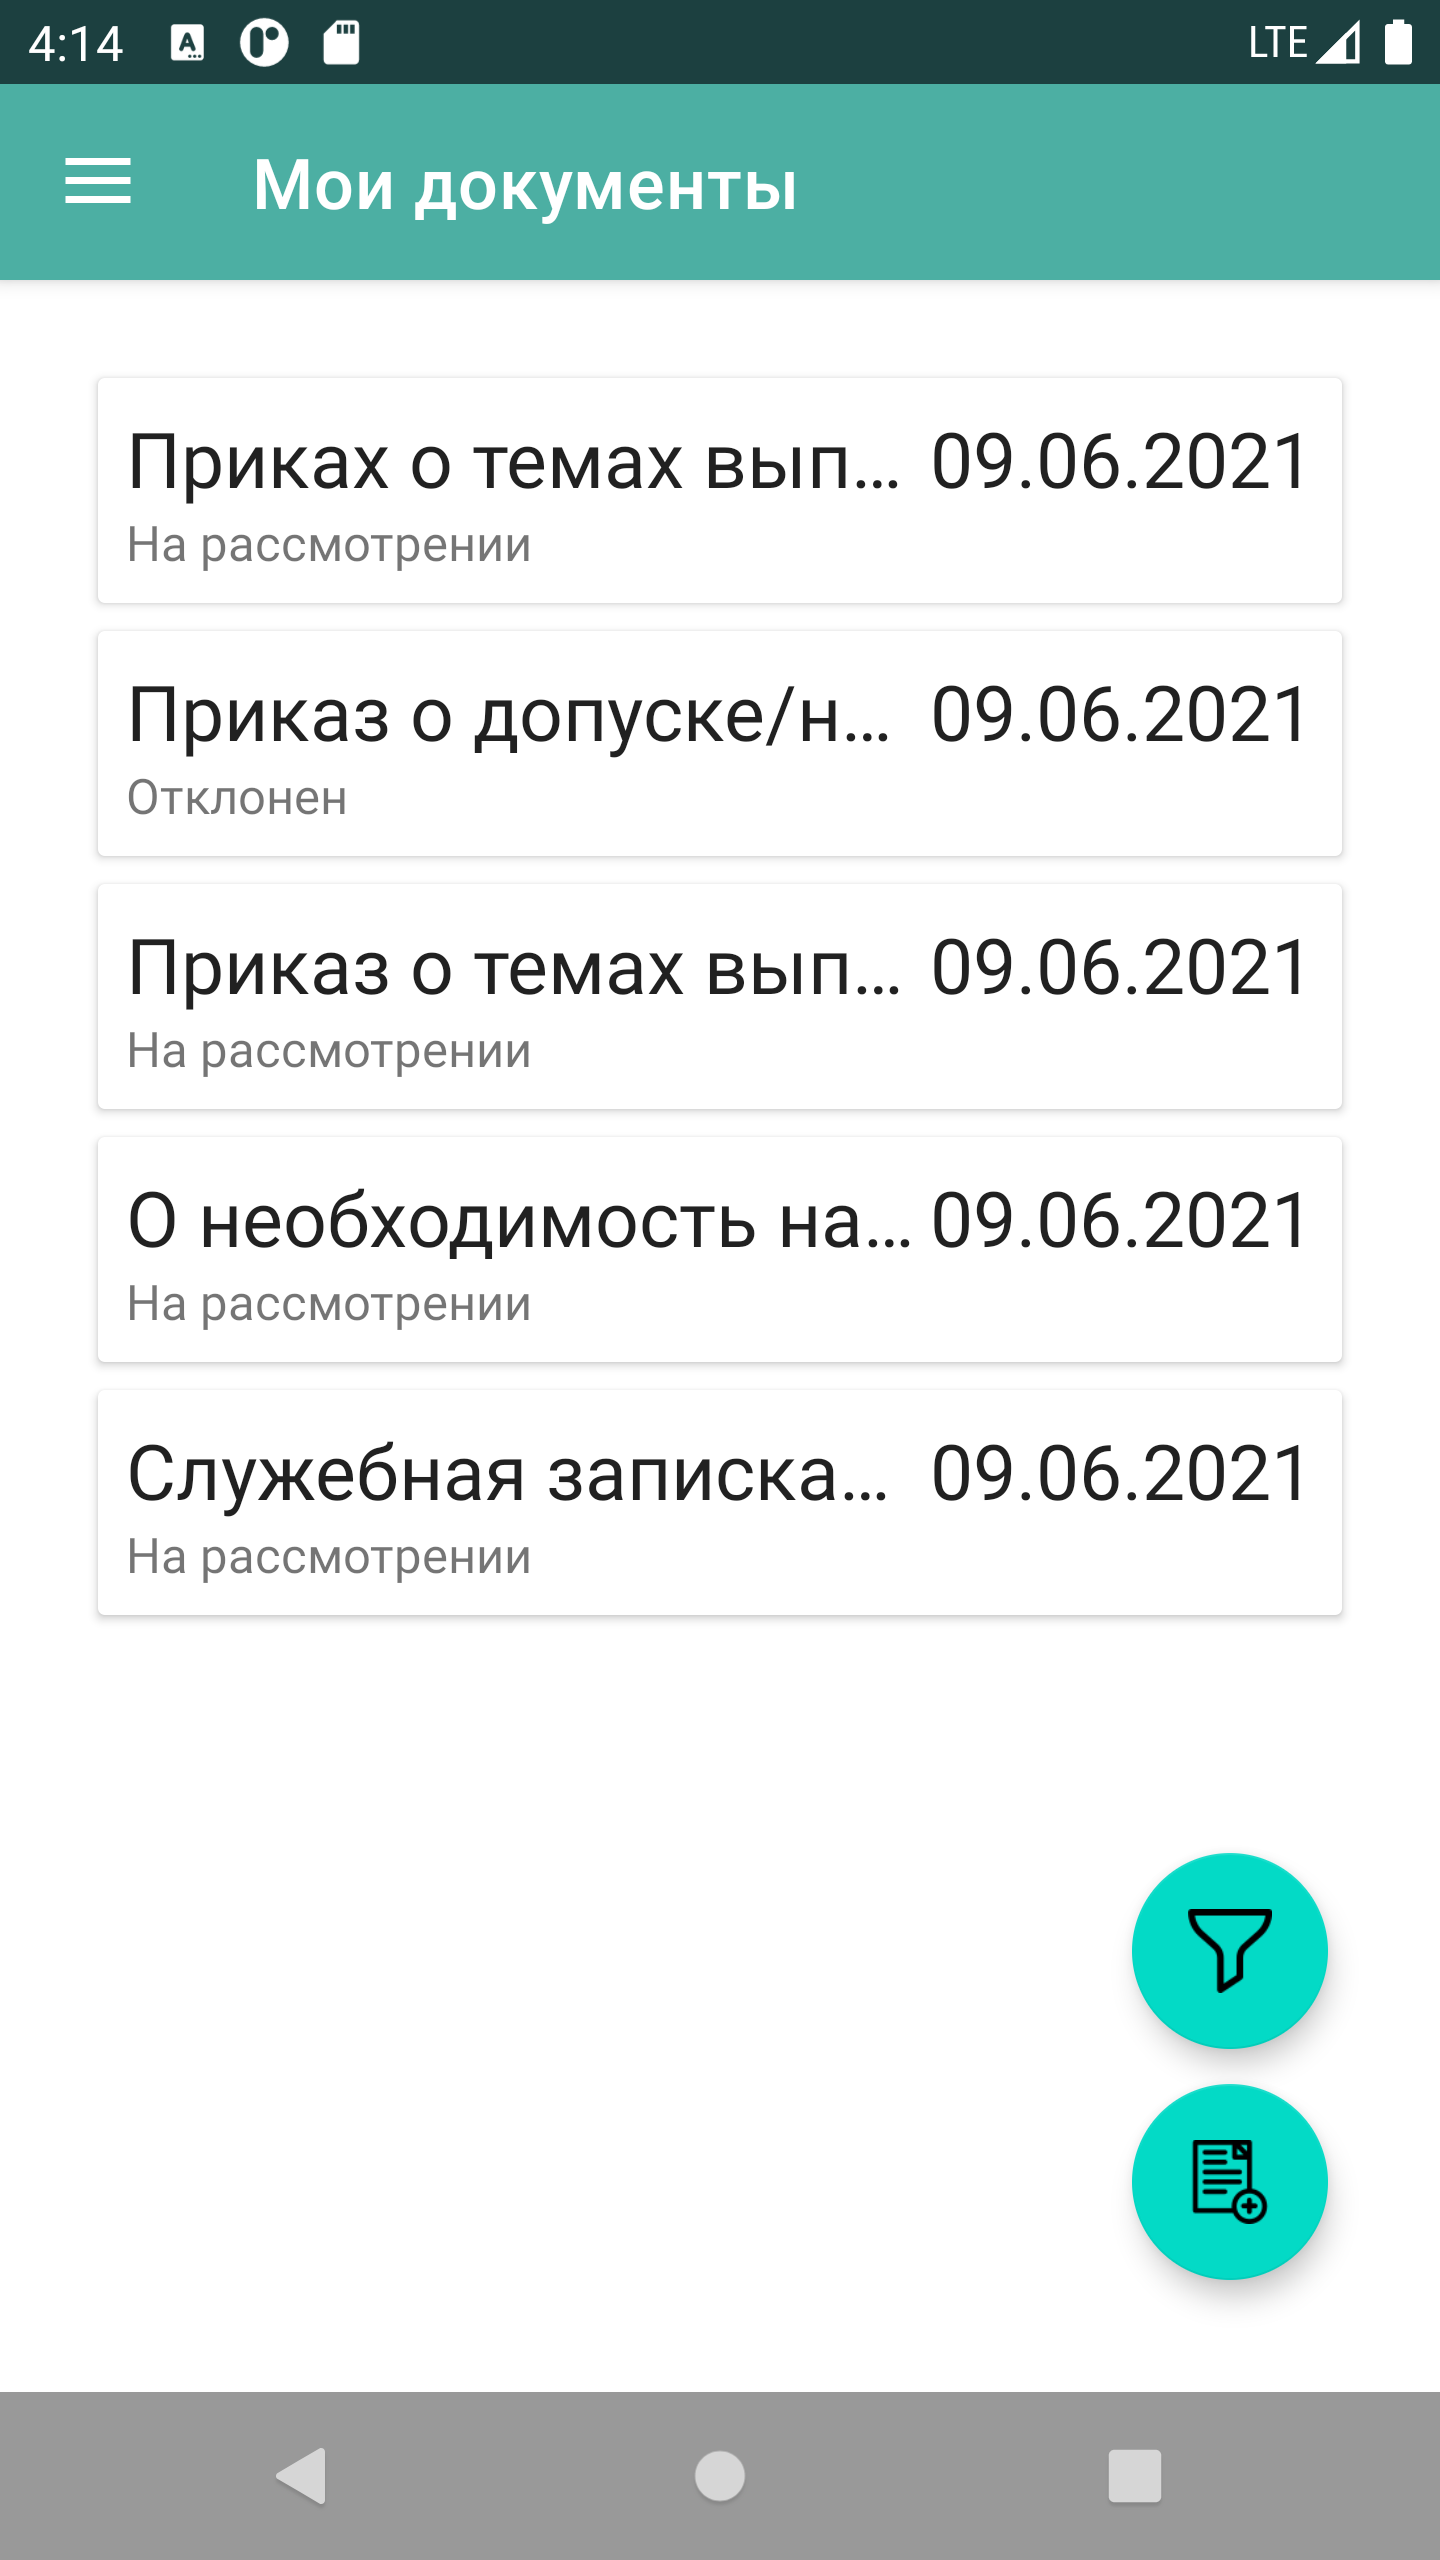 4:14 LTE
Мои документы
Приках о темах вып... 09.06.2021
На рассмотрении
Приказ о допуске/н... 09.06.2021
Отклонен
Приказ о темах вып... 09.06.2021
На рассмотрении
О необходимость на... 09.06.2021
На рассмотрении
Служебная записка... 09.06.2021
На рассмотрении